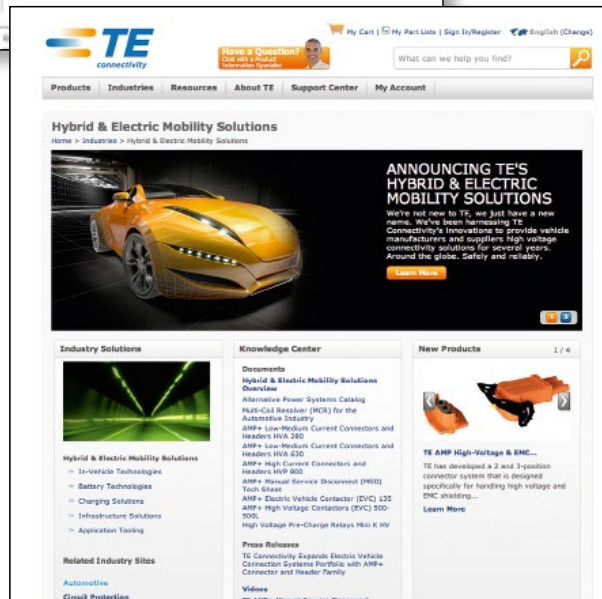 My Cart | My Part Lists | Sign In/Register English (Change)
TE
connectivity
Have a Question?
Chat with a Product
Information Specialist
What can we help you find?
Products Industries Resources About TE Support Center My Account
Hybrid & Electric Mobility Solutions
Home > Industries > Hybrid & Electric Mobility Solutions
ANNOUNCING TE'S
HYBRID & ELECTRIC
MOBILITY SOLUTIONS
We're not new to TE, we just have a new
name. We've been harnessing TE
Connectivity's innovations to provide vehicle
manufacturers and suppliers high voltage
connectivity solutions for several years.
Around the globe. Safely and reliably.
Learn More
1 2
Industry Solutions
Hybrid & Electric Mobility Solutions
» In-Vehicle Technologies
» Battery Technologies
» Charging Solutions
» Infrastructure Solutions
» Application Tooling
Related Industry Sites
Automotive
Circuit Protection
Knowledge Center
Documents
Hybrid & Electric Mobility Solutions
Overview
Alternative Power Systems Catalog
Multi-Coil Resolver (MCR) for the
Automotive Industry
AMP+ Low-Medium Current Connectors and
Headers HVA 280
AMP+ Low-Medium Current Connectors and
Headers HVA 630
AMP+ High Current Connectors and
Headers HVP 800
AMP+ Manual Service Disconnect (MSD)
Tech Sheet
AMP+ Electric Vehicle Contactor (EVC) 135
AMP+ High Voltage Contactors (EVC) 500-
500L
High Voltage Pre-Charge Relays Mini K HV
Press Releases
TE Connectivity Expands Electric Vehicle
Connection Systems Portfolio with AMP+
Connector and Header Family
Videos
New Products 1 / 4
TE AMP High-Voltage & EMC...
TE has developed a 2 and 3-position
connector system that is designed
specifically for handling high voltage and
EMC shielding...
Learn More